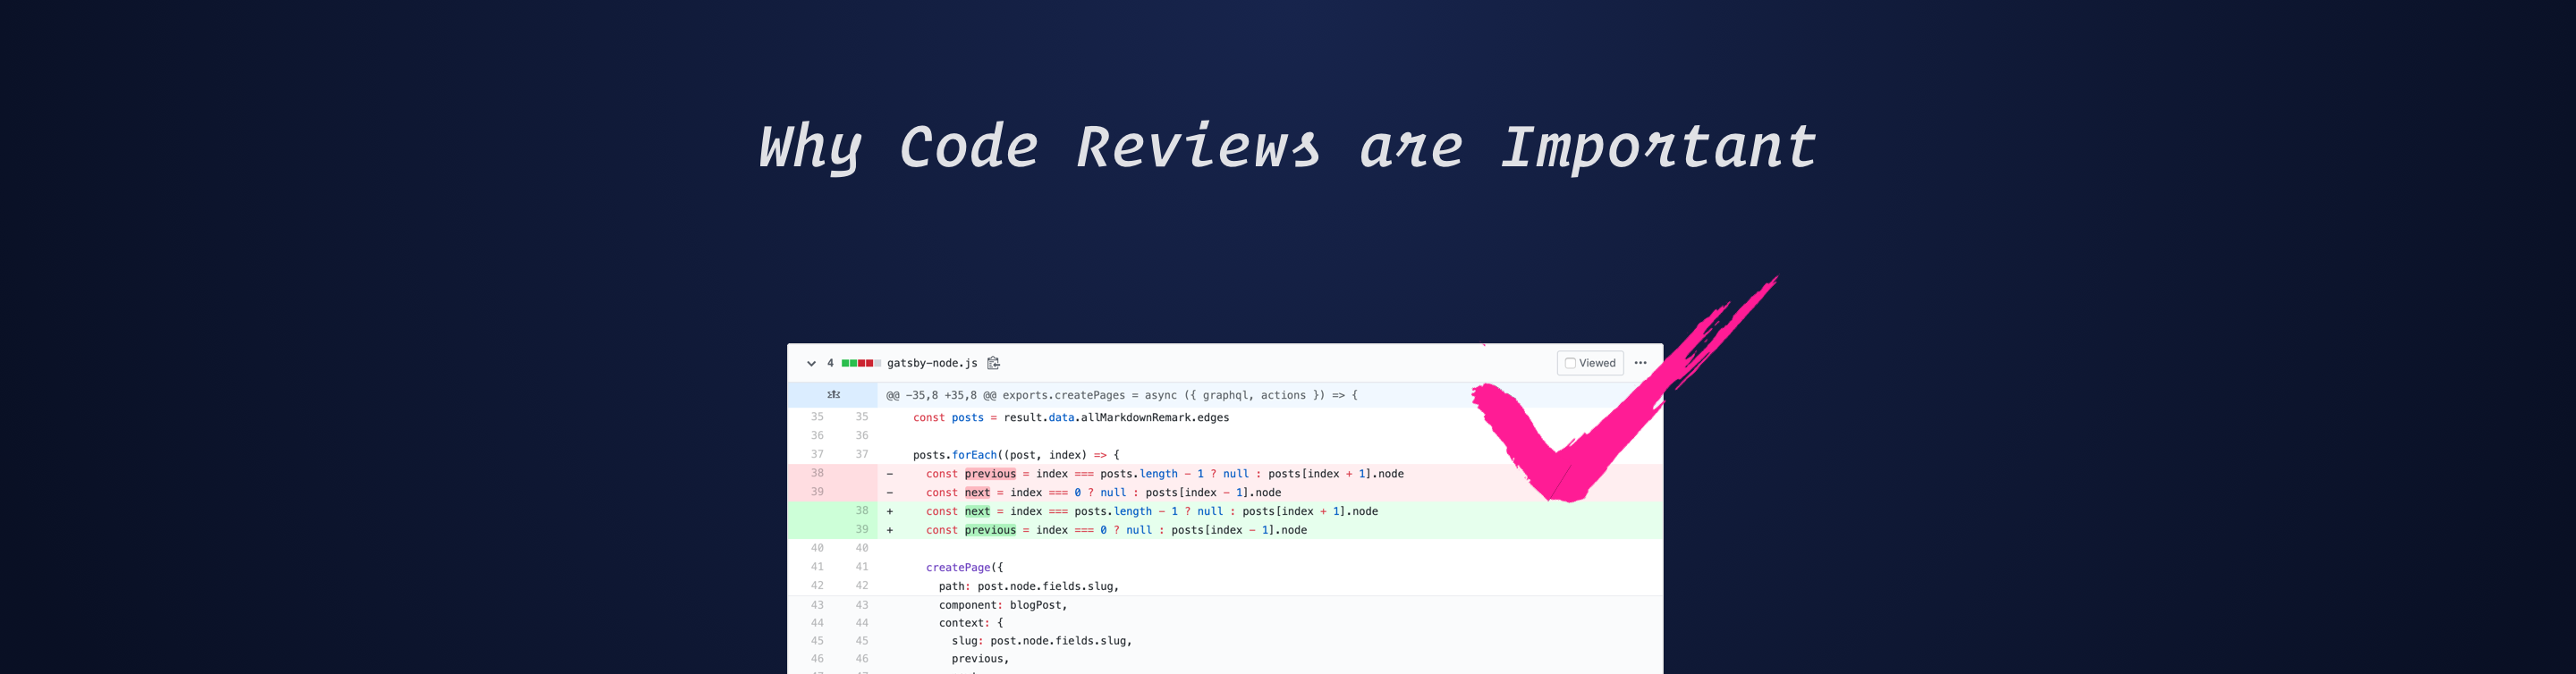 Why Code Reviews are Important
4 gatsby-node.js Viewed
@@ -35,8 +35,8 @@ exports.createPages = async ({ graphql, actions }) => {
35 35 const posts = result.data.allMarkdownRemark.edges
36 36
37 37 posts.forEach((post, index) => {
38 - const previous = index === posts.length - 1 ? null : posts[index + 1].node
39 - const next = index === 0 ? null : posts[index - 1].node
38 + const next = index === posts.length - 1 ? null : posts[index + 1].node
39 + const previous = index === 0 ? null : posts[index - 1].node
40 40
41 41 createPage({
42 42 path: post.node.fields.slug,
43 43 component: blogPost,
44 44 context: {
45 45 slug: post.node.fields.slug,
46 46 previous,